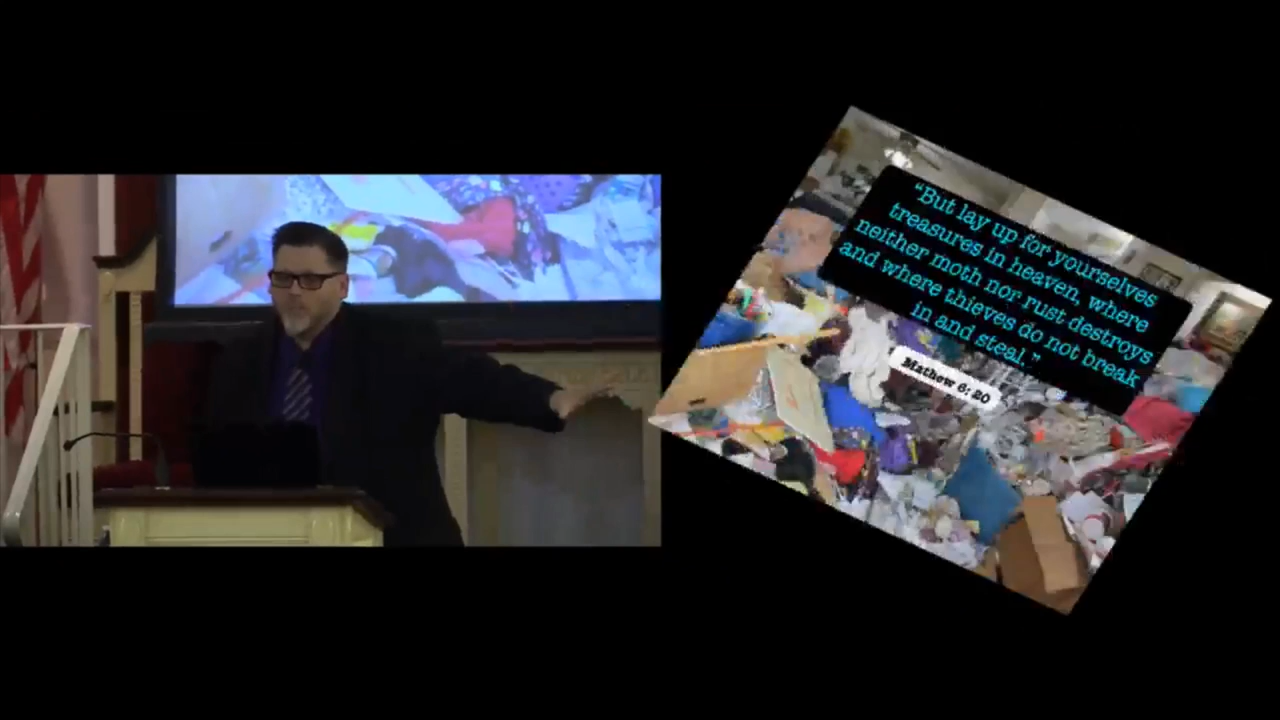 “But lay up for yourselves
treasures in heaven, where
neither moth nor rust destroys
and where thieves do not break
in and steal.”
Mathew 6: 20